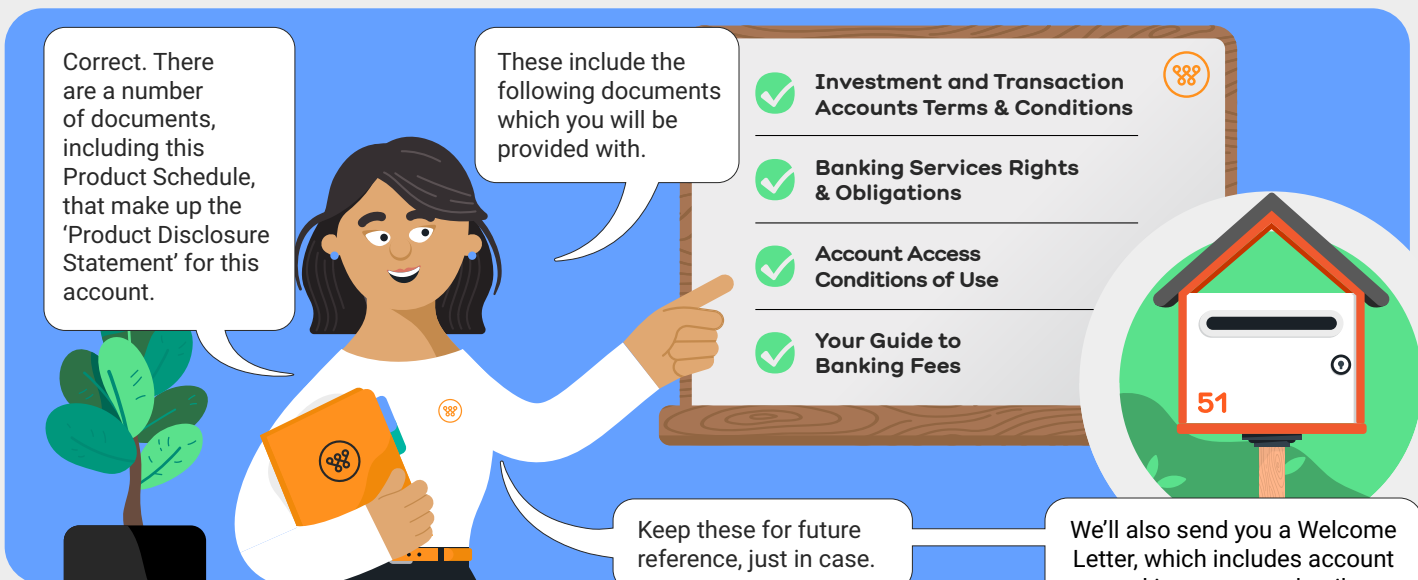 Correct. There
are a number
of documents,
including this
Product Schedule,
that make up the
‘Product Disclosure
Statement’ for this
account.
These include the
following documents
which you will be
provided with.
Investment and Transaction
Accounts Terms & Conditions
Banking Services Rights
& Obligations
Account Access
Conditions of Use
Your Guide to
Banking Fees
51
Keep these for future
reference, just in case.
We’ll also send you a Welcome
Letter, which includes account